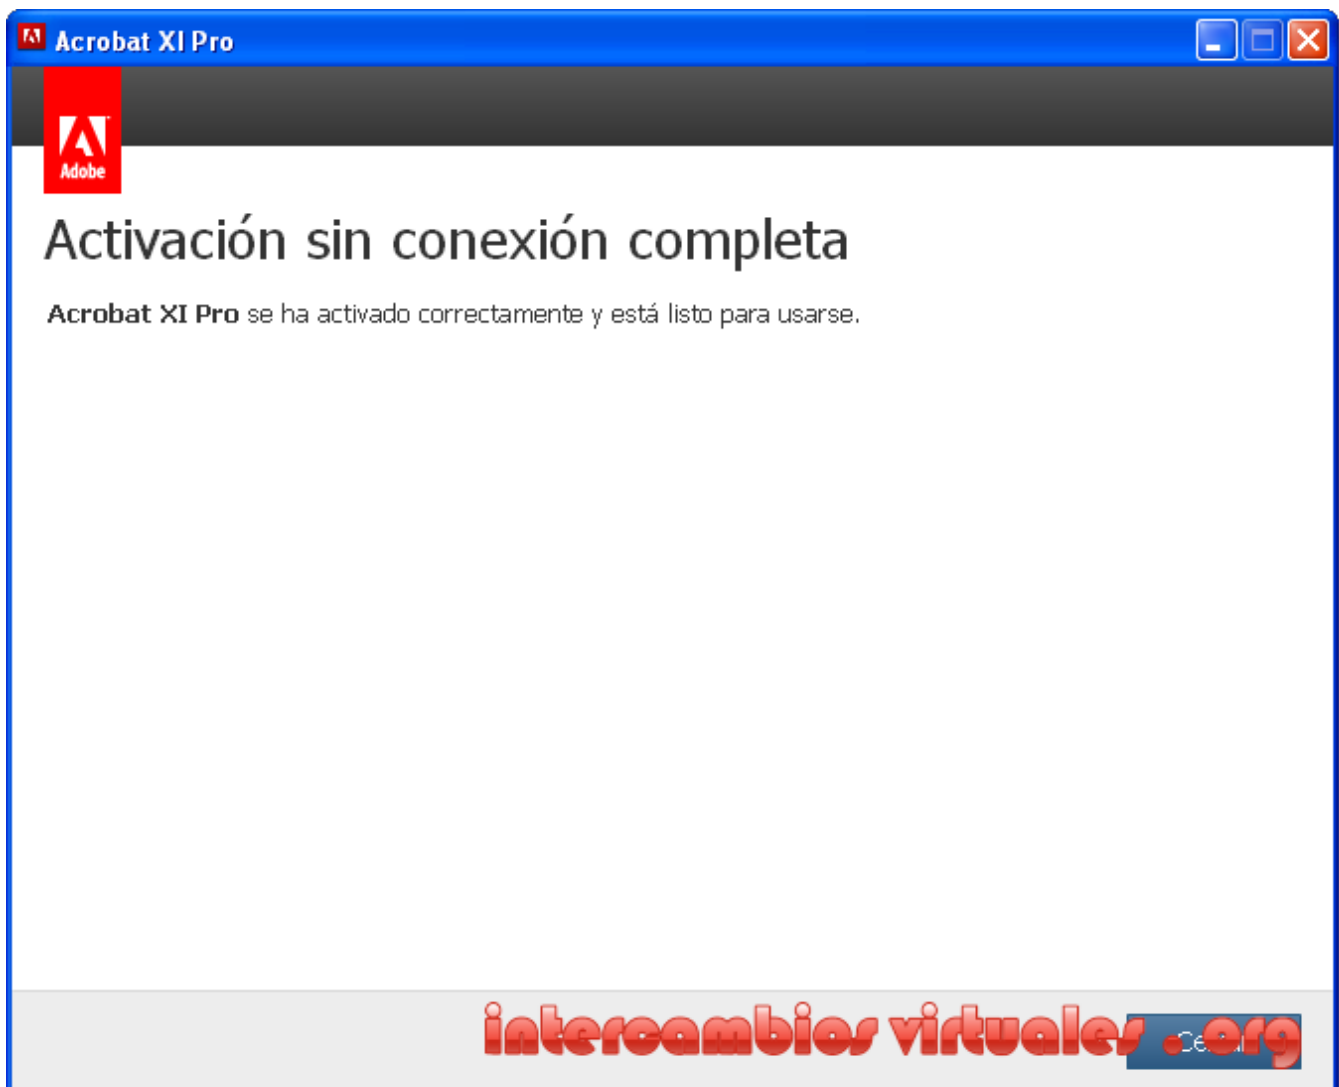 Acrobat XI Pro
Adobe
Activación sin conexión completa
Acrobat XI Pro se ha activado correctamente y está listo para usarse.
intercambios virtuales .org